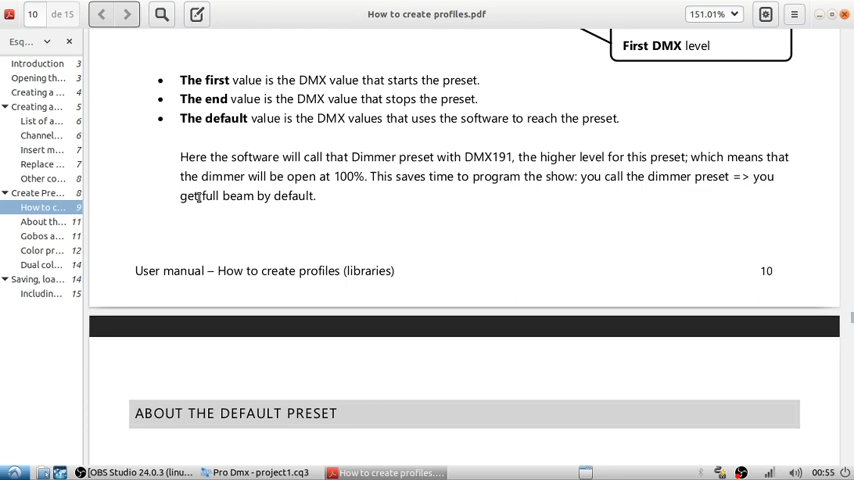 10
de 15
How to create profiles.pdf
151.01%
Esq...
Introduction 3
Opening th... 3
Creating a ... 4
Creating a... 5
List of a... 6
Channel... 6
Insert m... 7
Replace ... 7
Other co... 8
Create Pre... 8
How to c... 9
About th... 11
Gobos a... 11
Color pr... 12
Dual col... 14
Saving, loa... 14
Includin... 15
First DMX level
• The first value is the DMX value that starts the preset.
• The end value is the DMX value that stops the preset.
• The default value is the DMX values that uses the software to reach the preset.
Here the software will call that Dimmer preset with DMX191, the higher level for this preset; which means that
the dimmer will be open at 100%. This saves time to program the show: you call the dimmer preset => you
get full beam by default.
User manual – How to create profiles (libraries) 10
ABOUT THE DEFAULT PRESET
[OBS Studio 24.0.3 (linu...
Pro Dmx - project1.cq3
How to create profiles....
00:55